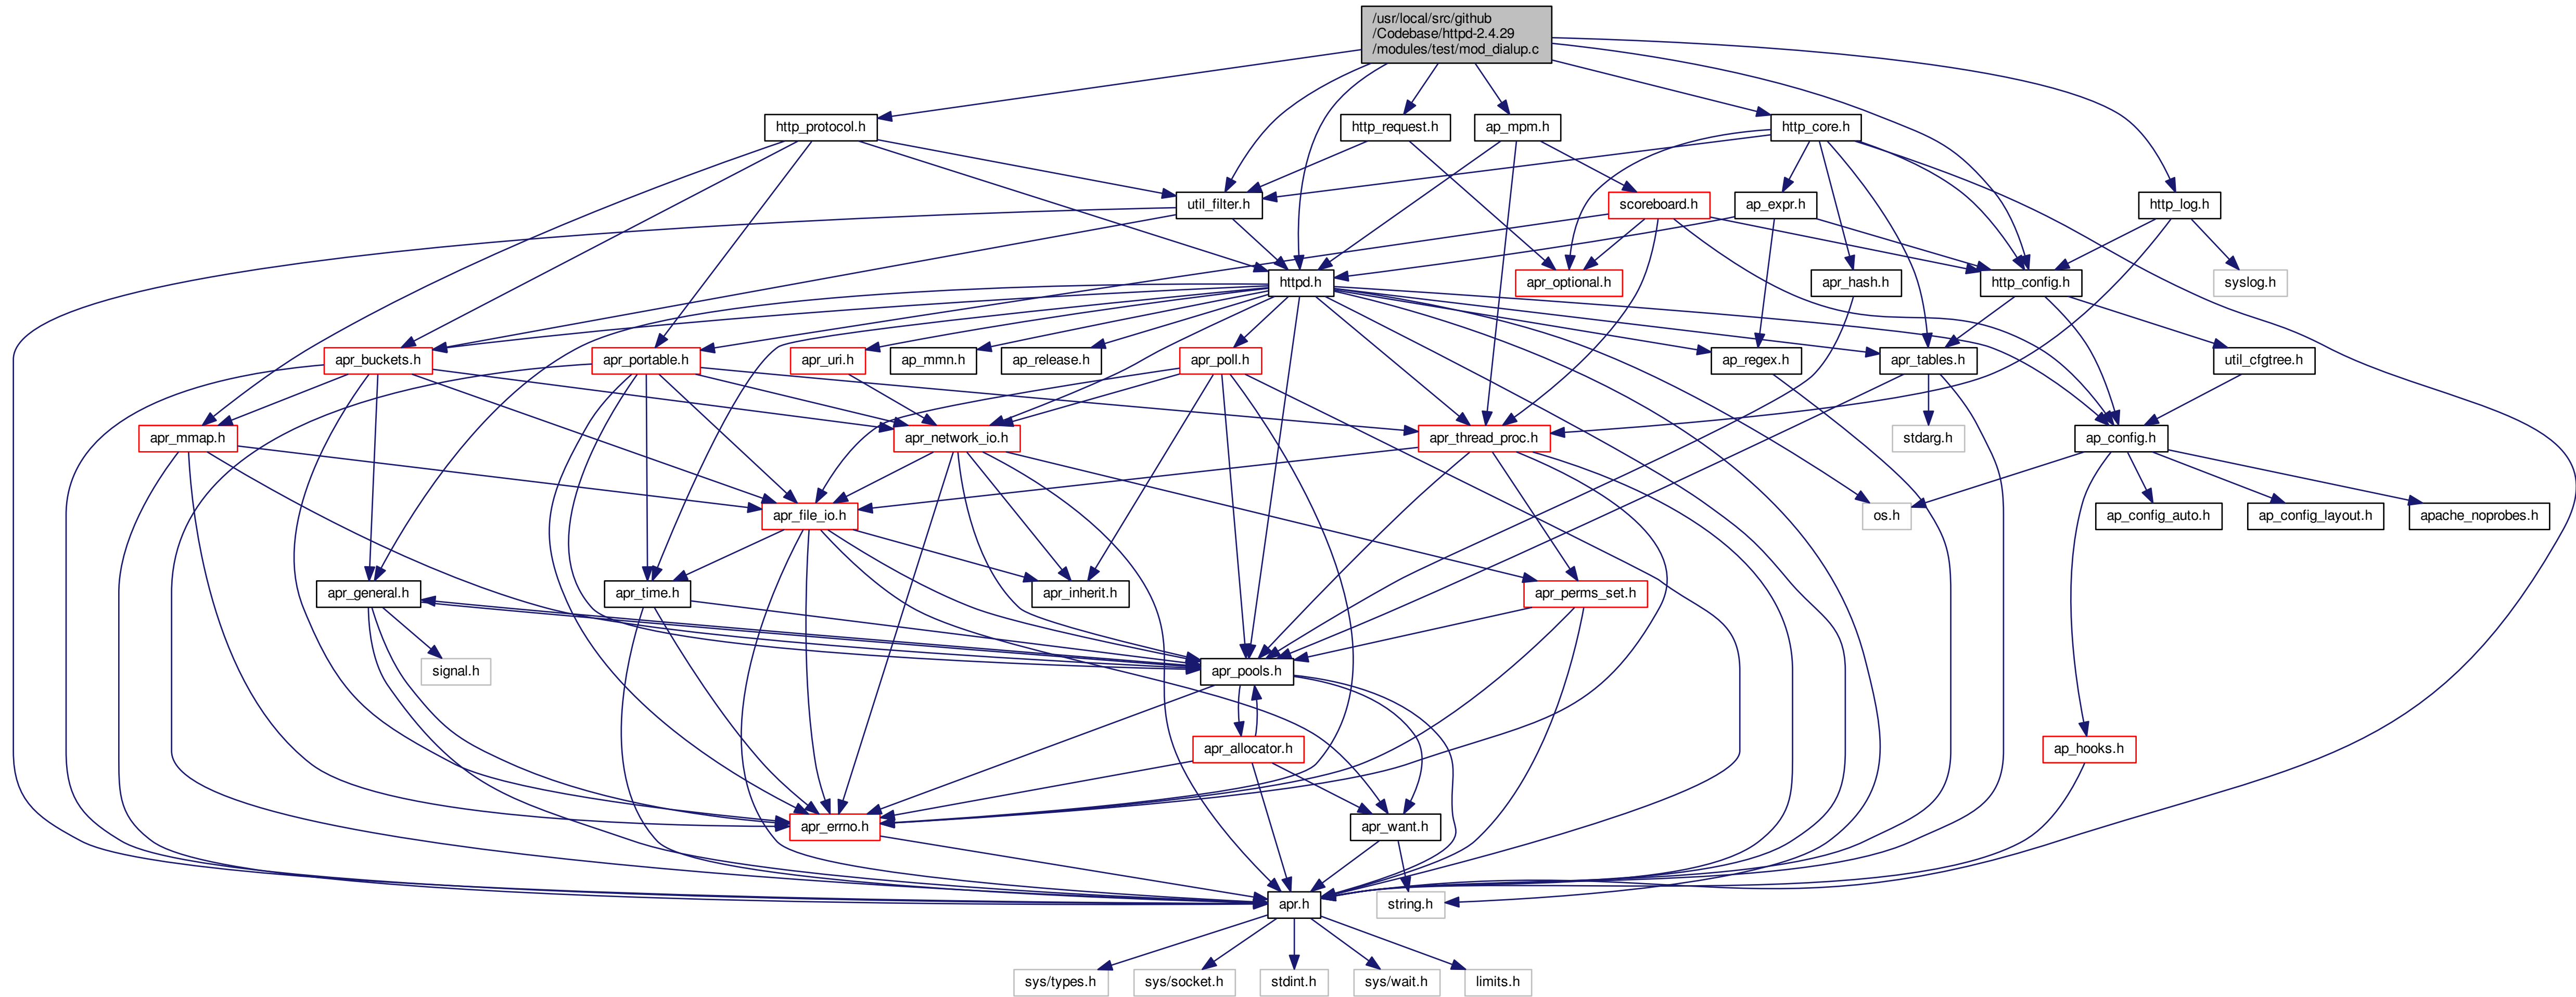 /usr/local/src/github
/Codebase/httpd-2.4.29
/modules/test/mod_dialup.c
http_protocol.h
http_request.h
ap_mpm.h
http_core.h
util_filter.h
scoreboard.h
ap_expr.h
http_log.h
httpd.h
apr_optional.h
apr_hash.h
http_config.h
syslog.h
apr_buckets.h
apr_portable.h
apr_uri.h
ap_mmn.h
ap_release.h
apr_poll.h
ap_regex.h
apr_tables.h
util_cfgtree.h
apr_mmap.h
apr_network_io.h
apr_thread_proc.h
stdarg.h
ap_config.h
apr_file_io.h
os.h
ap_config_auto.h
ap_config_layout.h
apache_noprobes.h
apr_general.h
apr_time.h
apr_inherit.h
apr_perms_set.h
signal.h
apr_pools.h
apr_allocator.h
ap_hooks.h
apr_errno.h
apr_want.h
apr.h
string.h
sys/types.h
sys/socket.h
stdint.h
sys/wait.h
limits.h